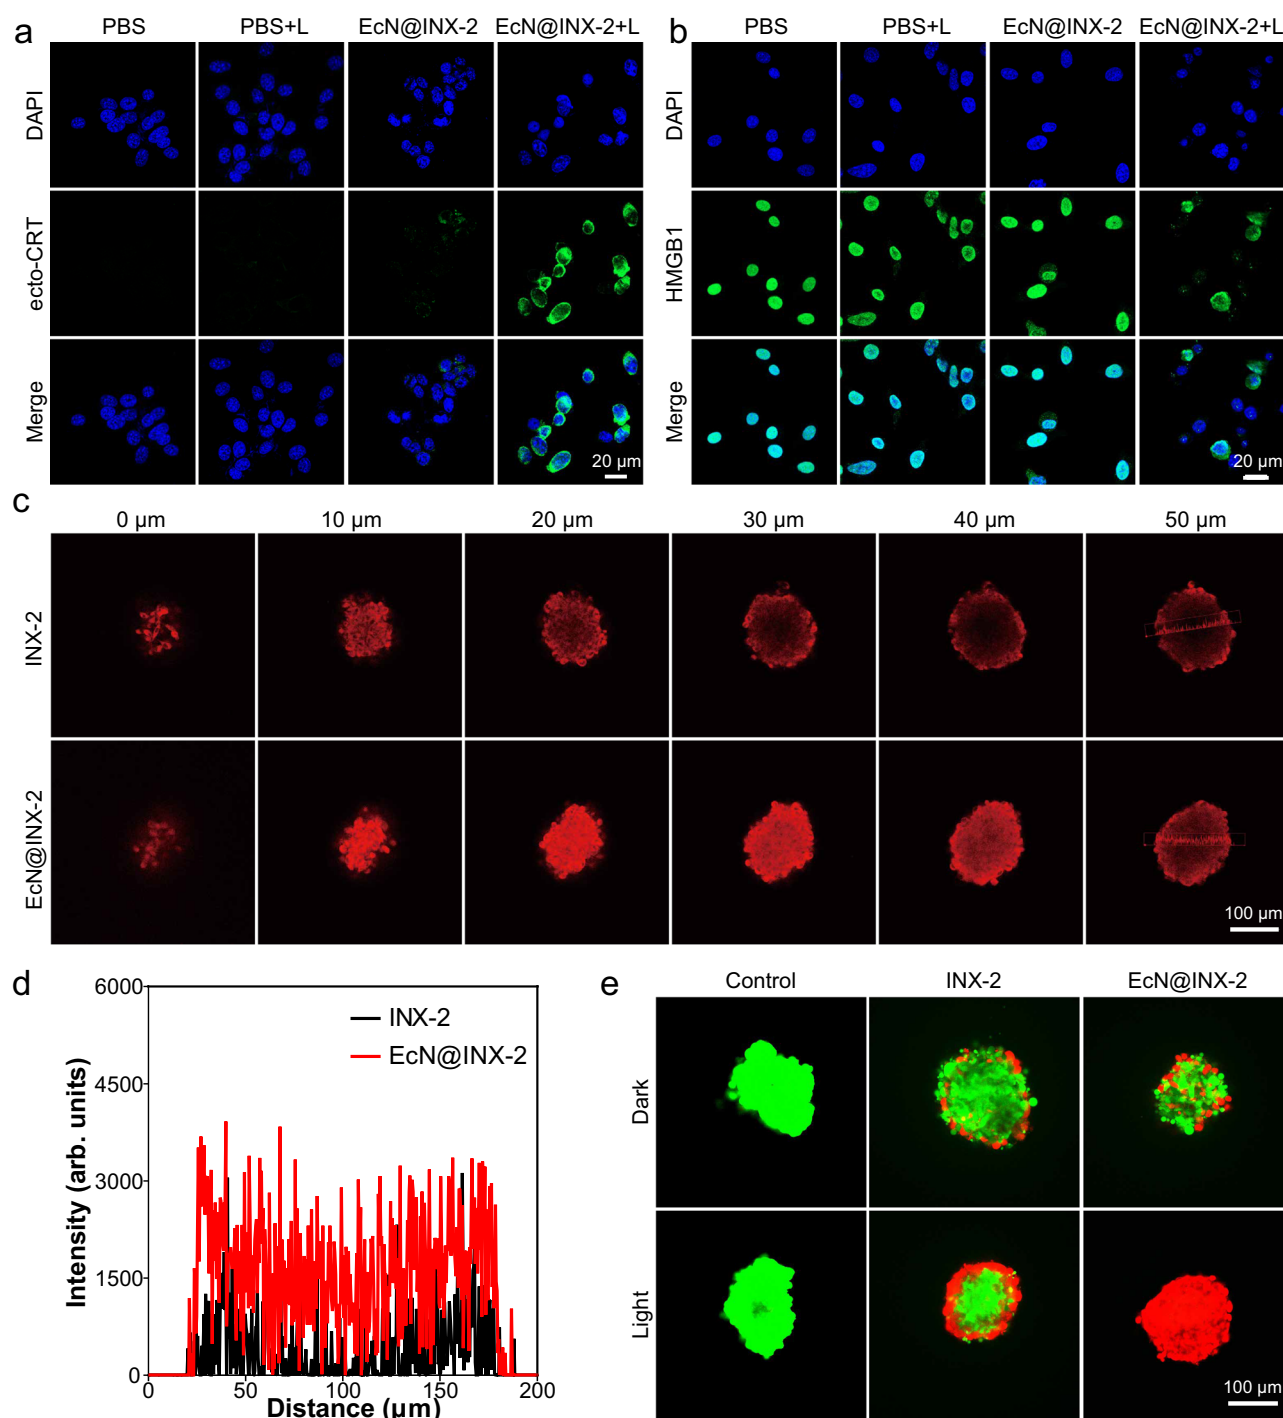 a
PBS
PBS+L
EcN@INX-2
EcN@INX-2+L
DAPI
ecto-CRT
Merge
20 μm
b
PBS
PBS+L
EcN@INX-2
EcN@INX-2+L
DAPI
HMGB1
Merge
20 μm
c
0 μm
10 μm
20 μm
30 μm
40 μm
50 μm
INX-2
EcN@INX-2
100 μm
d
6000
4500
3000
1500
0
Intensity (arb. units)
INX-2
EcN@INX-2
0
50
100
150
200
Distance (μm)
e
Control
INX-2
EcN@INX-2
Dark
Light
100 μm